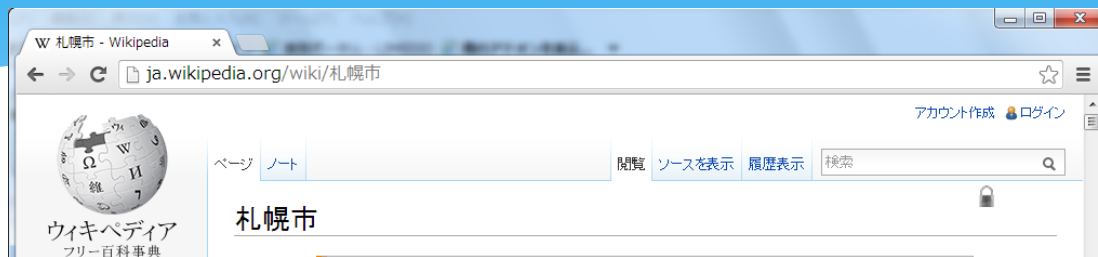 札幌市 - Wikipedia
ja.wikipedia.org/wiki/札幌市
アカウント作成 ログイン
ページ ノート 閲覧 ソースを表示 履歴表示 検索
札幌市
ウィキペディア
フリー百科事典